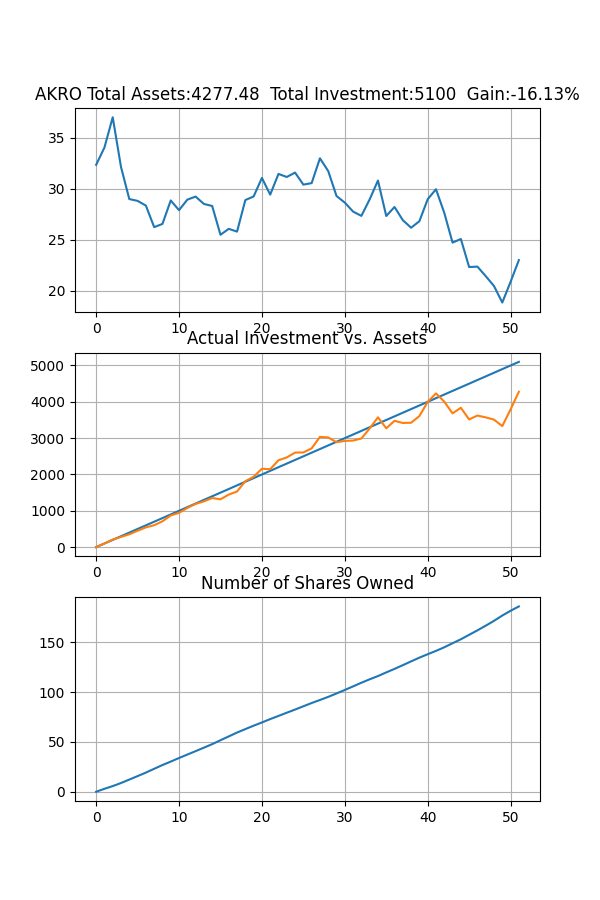 AKRO Total Assets:4277.48  Total Investment:5100  Gain:-16.13%
35
30
25
20
0 10 20 30 40 50
Actual Investment vs. Assets
5000
4000
3000
2000
1000
0
0 10 20 30 40 50
Number of Shares Owned
150
100
50
0
0 10 20 30 40 50